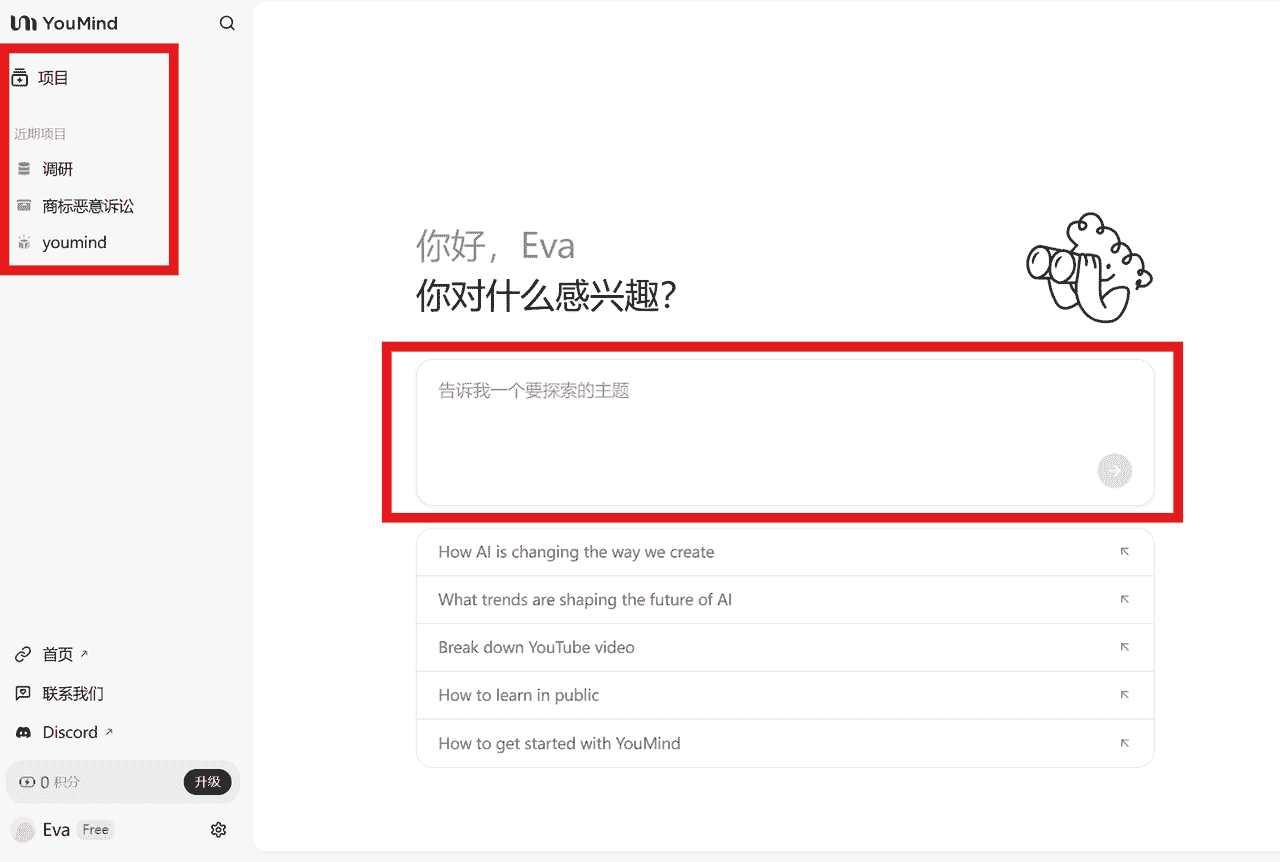 YouMind
项目
近期项目
调研
商标恶意诉讼
youmind
首页
联系我们
Discord
0 积分
升级
Eva Free
你好，Eva
你对什么感兴趣？
告诉我一个要探索的主题
How AI is changing the way we create
What trends are shaping the future of AI
Break down YouTube video
How to learn in public
How to get started with YouMind